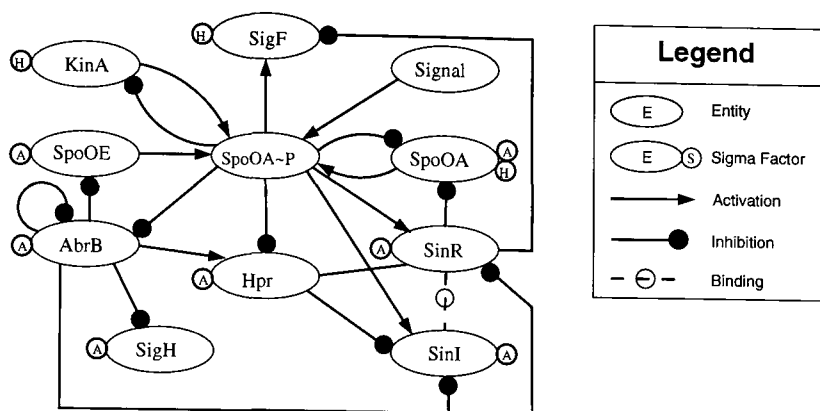 H SigF
H KinA
Signal
A SpoOE
SpoOA~P
SpoOA A H
A AbrB
A Hpr
A SinR
A SigH
SinI A
Legend
E Entity
E S Sigma Factor
Activation
Inhibition
Binding